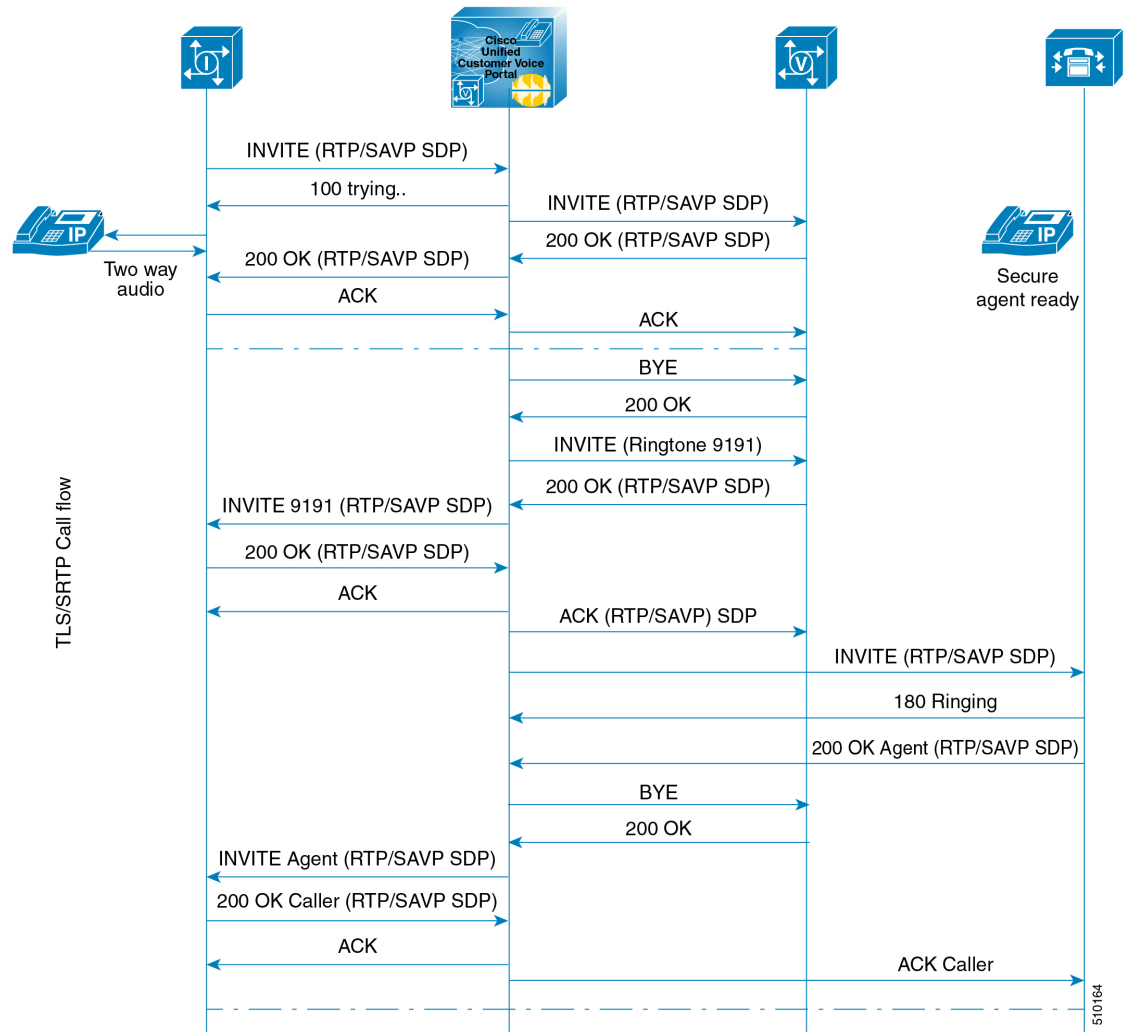 I
Cisco
Unified
Customer Voice
Portal
V
V
INVITE (RTP/SAVP SDP)
100 trying..
INVITE (RTP/SAVP SDP)
IP
IP
200 OK (RTP/SAVP SDP)
200 OK (RTP/SAVP SDP)
Two way
audio
Secure
agent ready
ACK
ACK
BYE
200 OK
INVITE (Ringtone 9191)
200 OK (RTP/SAVP SDP)
INVITE 9191 (RTP/SAVP SDP)
200 OK (RTP/SAVP SDP)
ACK
ACK (RTP/SAVP) SDP
TLS/SRTP Call flow
INVITE (RTP/SAVP SDP)
180 Ringing
200 OK Agent (RTP/SAVP SDP)
BYE
200 OK
INVITE Agent (RTP/SAVP SDP)
200 OK Caller (RTP/SAVP SDP)
ACK
ACK Caller
510164